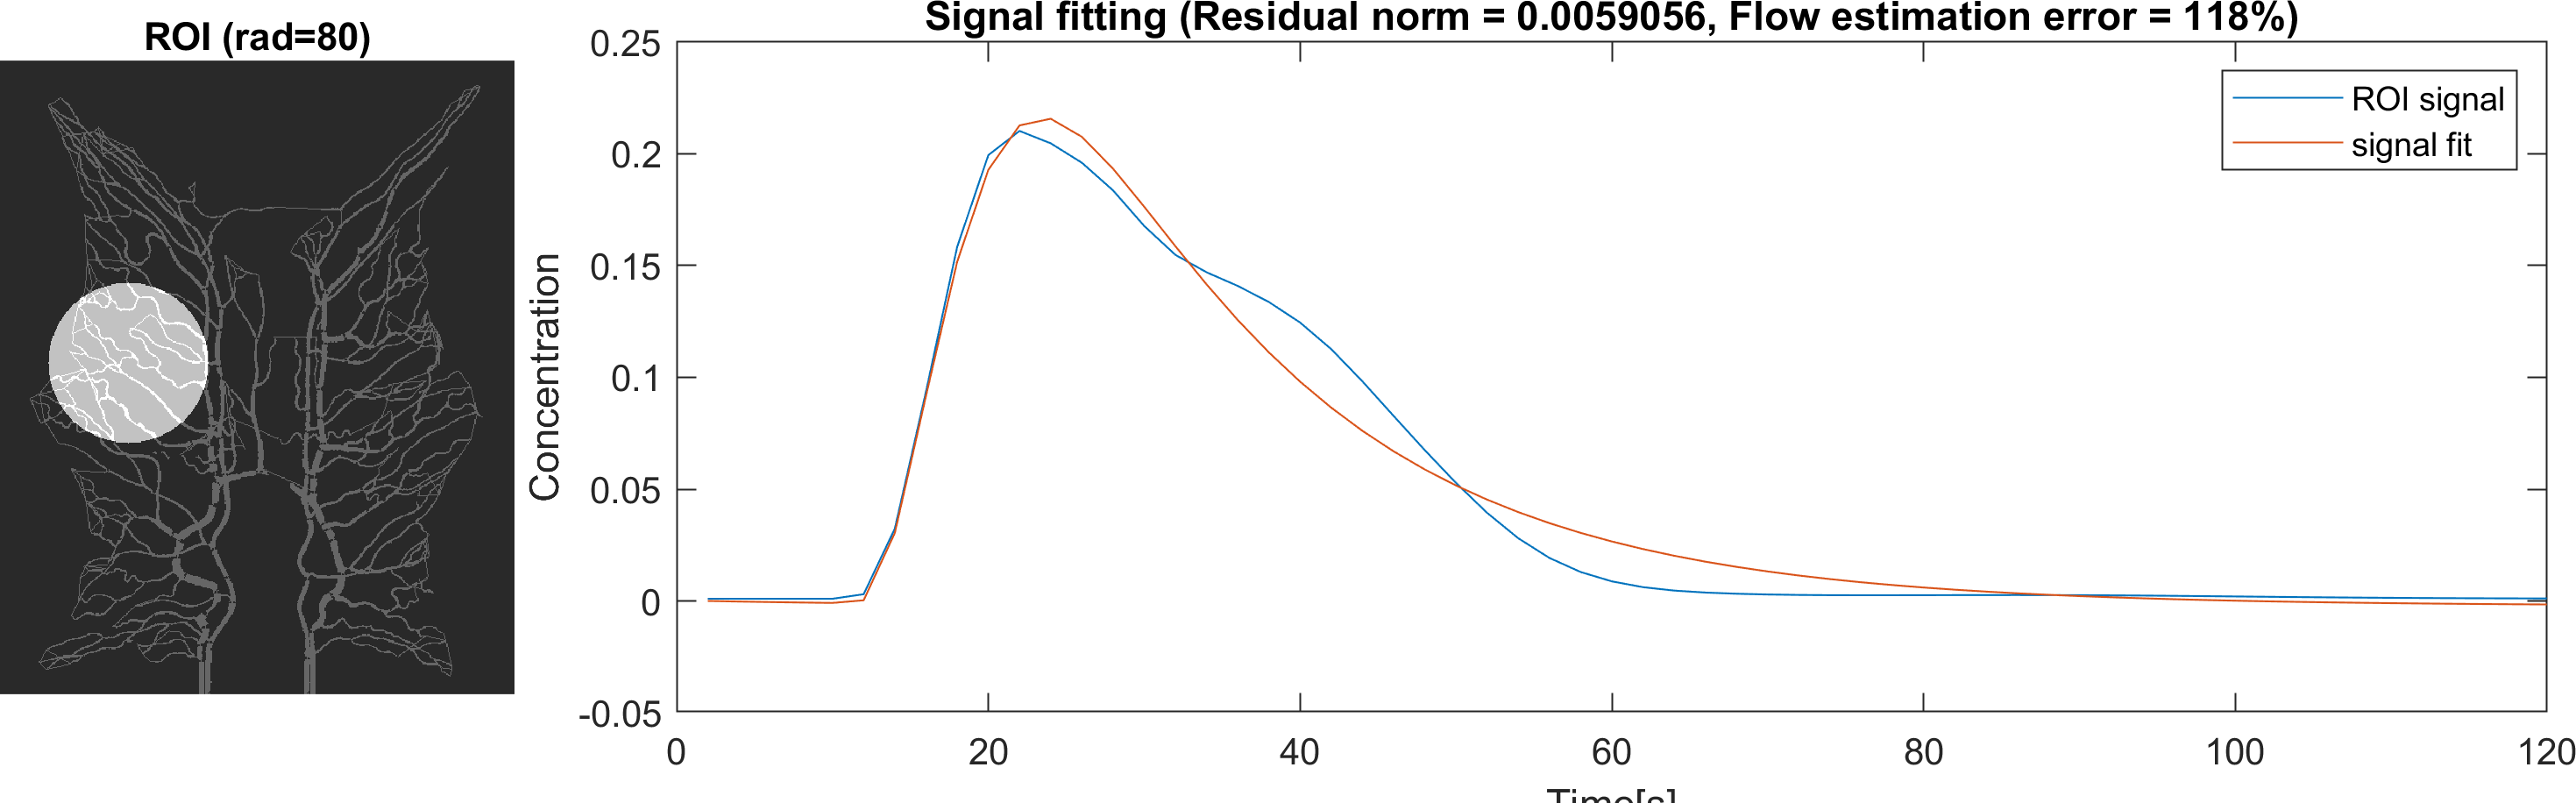 ROI (rad=80)
Signal fitting (Residual norm = 0.0059056, Flow estimation error = 118%)
0.25
0.2
0.15
0.1
0.05
0
-0.05
Concentration
ROI signal
signal fit
0 20 40 60 80 100 120
Time[s]